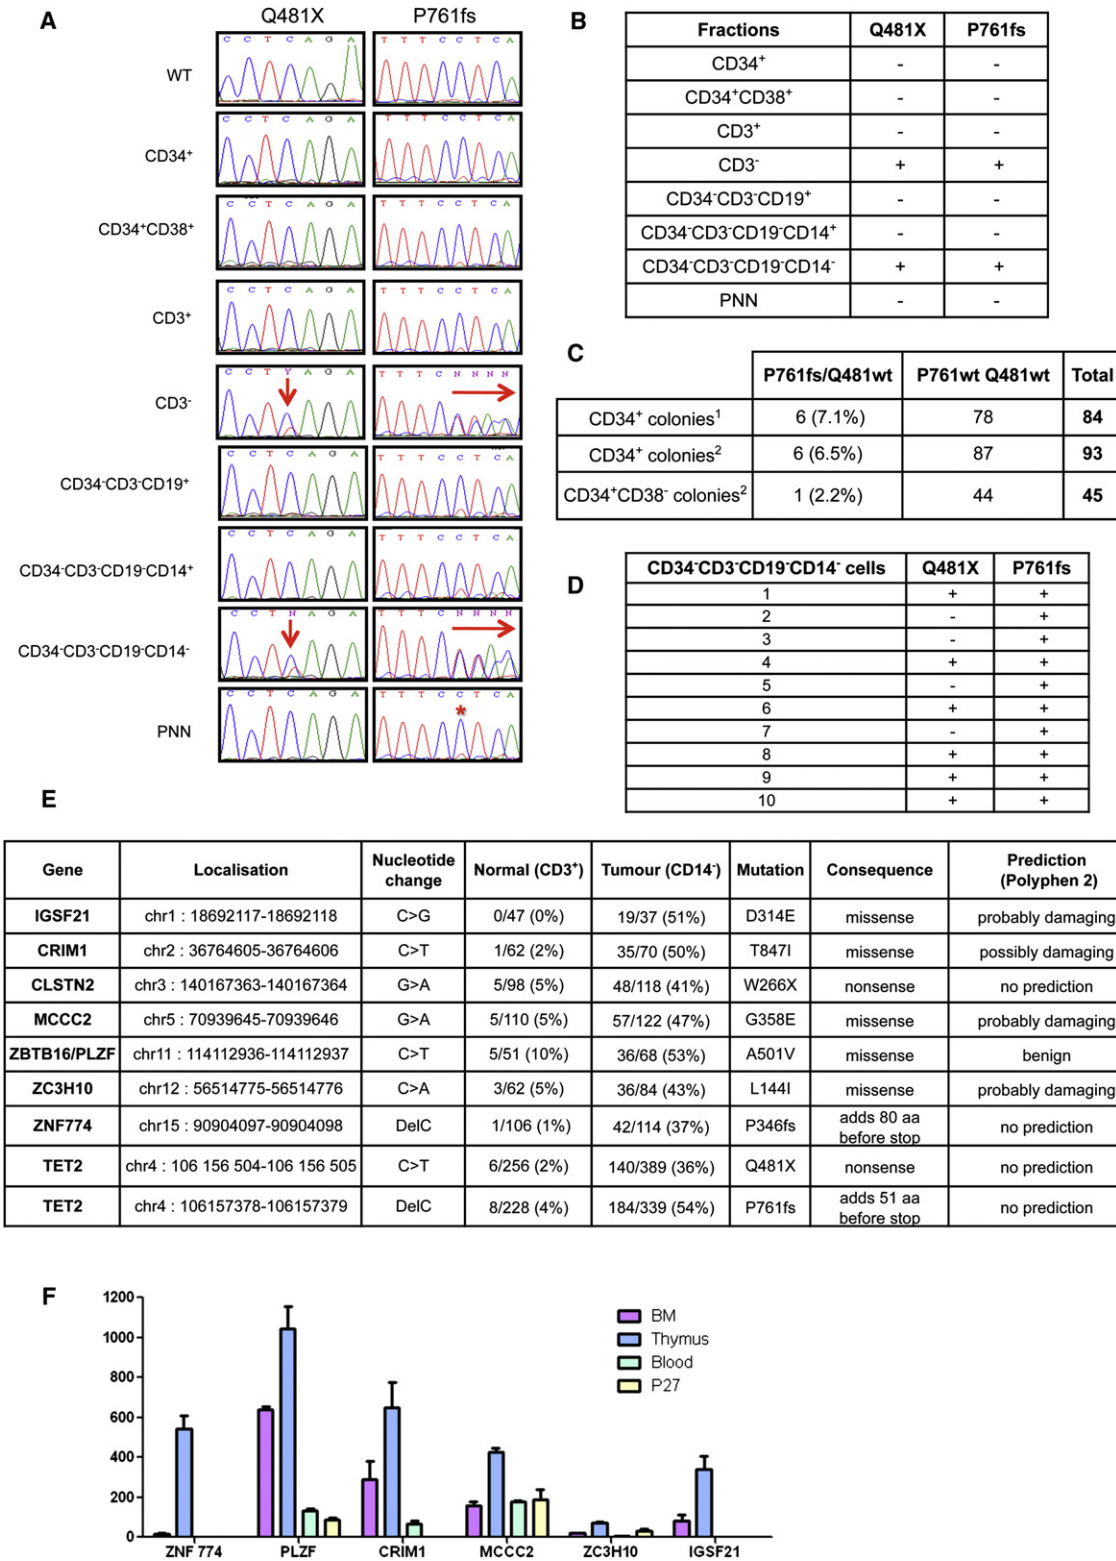 A
Q481X P761fs
WT
C C T C A G A T T T C C T C A
CD34+
C C T C A G A T T T C C T C A
CD34+CD38+
C C T C A G A T T T C C T C A
CD3+
C C T C A G A T T T C C T C A
CD3-
C C T Y A G A T T T C N N N N
CD34-CD3-CD19+
C C T C A G A T T T C C T C A
CD34-CD3-CD19-CD14+
C C T C A G A T T T C C T C A
CD34-CD3-CD19-CD14-
C C T N A G A T T T C N N N N
PNN
C C T C A G A T T T C C T C A
*
B
Fractions Q481X P761fs
CD34+ - -
CD34+CD38+ - -
CD3+ - -
CD3- + +
CD34-CD3-CD19+ - -
CD34-CD3-CD19-CD14+ - -
CD34-CD3-CD19-CD14- + +
PNN - -
C
P761fs/Q481wt P761wt Q481wt Total
CD34+ colonies1 6 (7.1%) 78 84
CD34+ colonies2 6 (6.5%) 87 93
CD34+CD38- colonies2 1 (2.2%) 44 45
D
CD34-CD3-CD19-CD14- cells Q481X P761fs
1 + +
2 - +
3 - +
4 + +
5 - +
6 + +
7 - +
8 + +
9 + +
10 + +
E
Gene Localisation Nucleotide change Normal (CD3+) Tumour (CD14-) Mutation Consequence Prediction (Polyphen 2)
IGSF21 chr1 : 18692117-18692118 C>G 0/47 (0%) 19/37 (51%) D314E missense probably damaging
CRIM1 chr2 : 36764605-36764606 C>T 1/62 (2%) 35/70 (50%) T847I missense possibly damaging
CLSTN2 chr3 : 140167363-140167364 G>A 5/98 (5%) 48/118 (41%) W266X nonsense no prediction
MCCC2 chr5 : 70939645-70939646 G>A 5/110 (5%) 57/122 (47%) G358E missense probably damaging
ZBTB16/PLZF chr11 : 114112936-114112937 C>T 5/51 (10%) 36/68 (53%) A501V missense benign
ZC3H10 chr12 : 56514775-56514776 C>A 3/62 (5%) 36/84 (43%) L144I missense probably damaging
ZNF774 chr15 : 90904097-90904098 DelC 1/106 (1%) 42/114 (37%) P346fs adds 80 aa before stop no prediction
TET2 chr4 : 106 156 504-106 156 505 C>T 6/256 (2%) 140/389 (36%) Q481X nonsense no prediction
TET2 chr4 : 106157378-106157379 DelC 8/228 (4%) 184/339 (54%) P761fs adds 51 aa before stop no prediction
F
1200
1000
800
600
400
200
0
BM
Thymus
Blood
P27
ZNF 774 PLZF CRIM1 MCCC2 ZC3H10 IGSF21